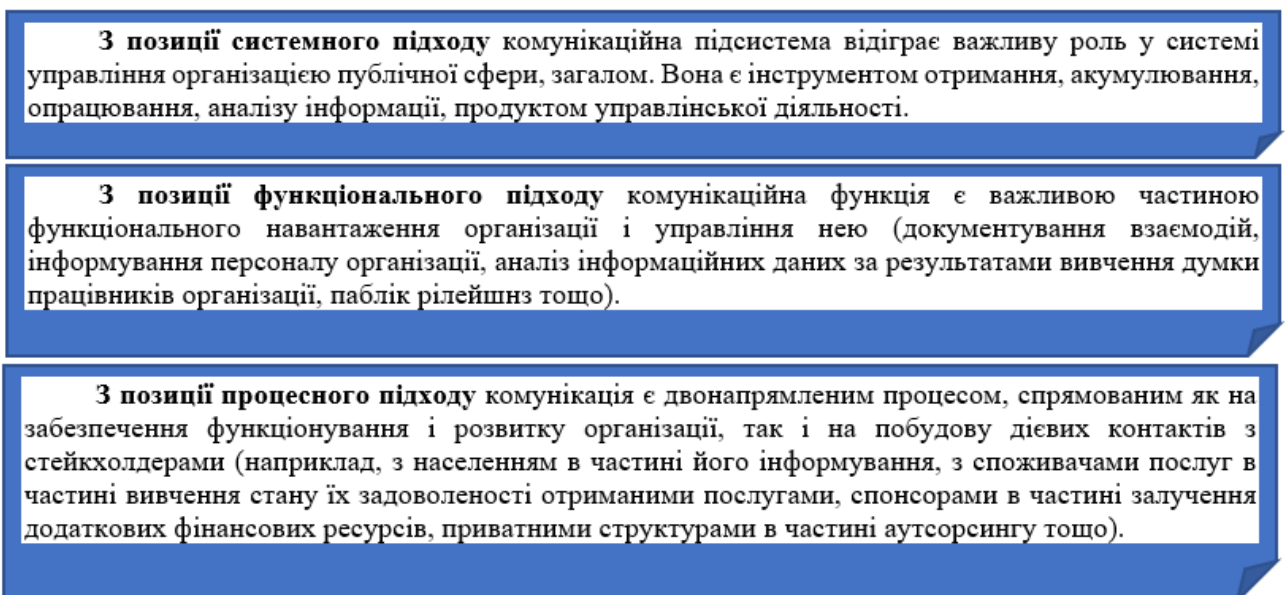 З позиції системного підходу комунікаційна підсистема відіграє важливу роль у системі
управління організацією публічної сфери, загалом. Вона є інструментом отримання, акумулювання,
опрацювання, аналізу інформації, продуктом управлінської діяльності.
З позиції функціонального підходу комунікаційна функція є важливою частиною
функціонального навантаження організації і управління нею (документування взаємодій,
інформування персоналу організації, аналіз інформаційних даних за результатами вивчення думки
працівників організації, паблік рілейшнз тощо).
З позиції процесного підходу комунікація є двонапрямленим процесом, спрямованим як на
забезпечення функціонування і розвитку організації, так і на побудову дієвих контактів з
стейкхолдерами (наприклад, з населенням в частині його інформування, з споживачами послуг в
частині вивчення стану їх задоволеності отриманими послугами, спонсорами в частині залучення
додаткових фінансових ресурсів, приватними структурами в частині аутсорсингу тощо).